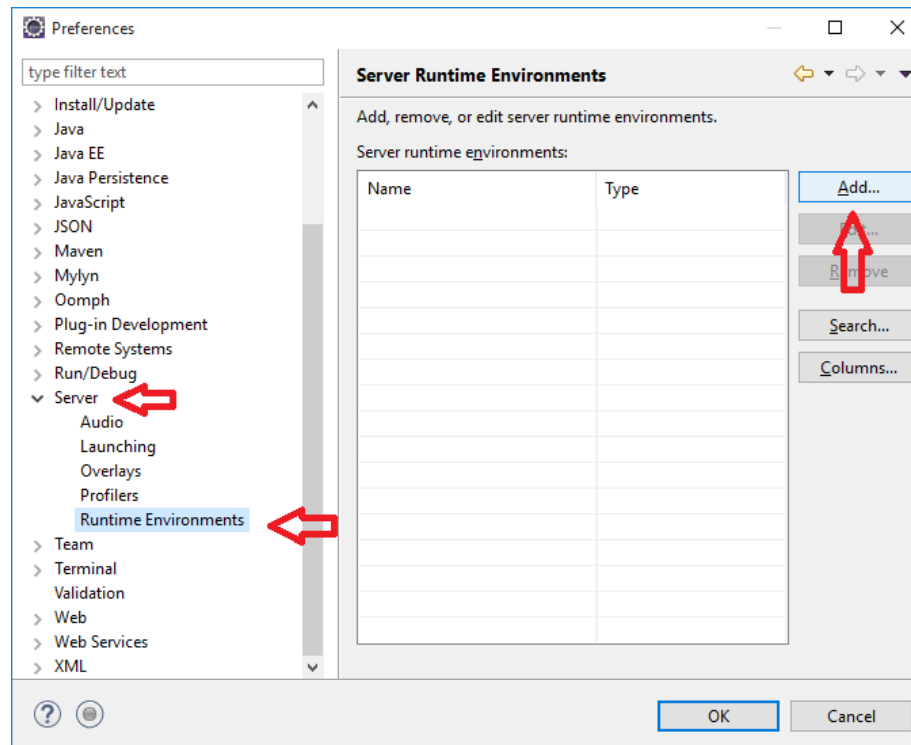 Preferences
type filter text
Install/Update
Java
Java EE
Java Persistence
JavaScript
JSON
Maven
Mylyn
Oomph
Plug-in Development
Remote Systems
Run/Debug
Server
Audio
Launching
Overlays
Profilers
Runtime Environments
Team
Terminal
Validation
Web
Web Services
XML
Server Runtime Environments
Add, remove, or edit server runtime environments.
Server runtime environments:
Name Type
Add...
Edit...
Remove
Search...
Columns...
OK Cancel